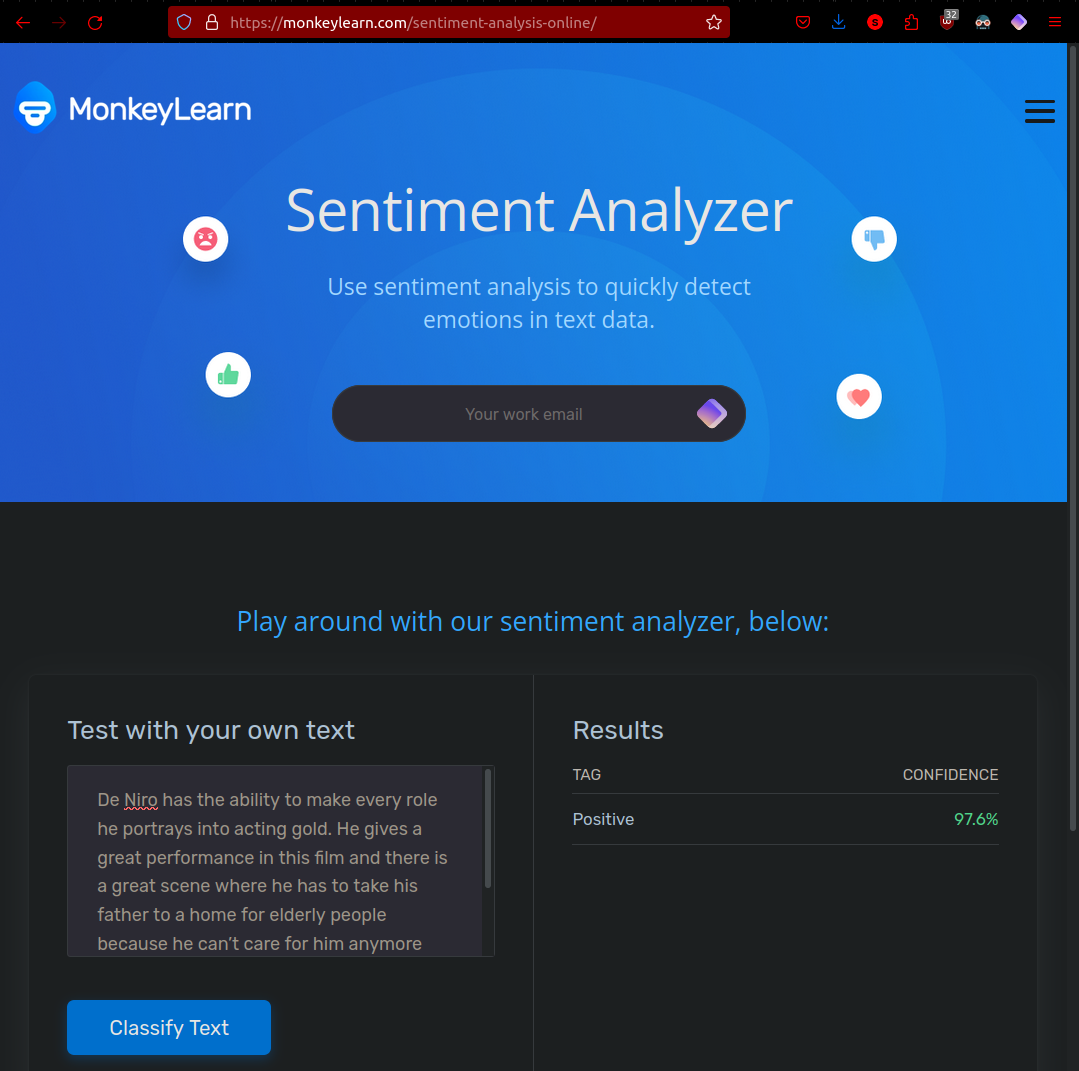 https://monkeylearn.com/sentiment-analysis-online/
32
MonkeyLearn
Sentiment Analyzer
Use sentiment analysis to quickly detect
emotions in text data.
Your work email
Play around with our sentiment analyzer, below:
Test with your own text
De Niro has the ability to make every role
he portrays into acting gold. He gives a
great performance in this film and there is
a great scene where he has to take his
father to a home for elderly people
because he can’t care for him anymore
Classify Text
Results
TAG CONFIDENCE
Positive 97.6%